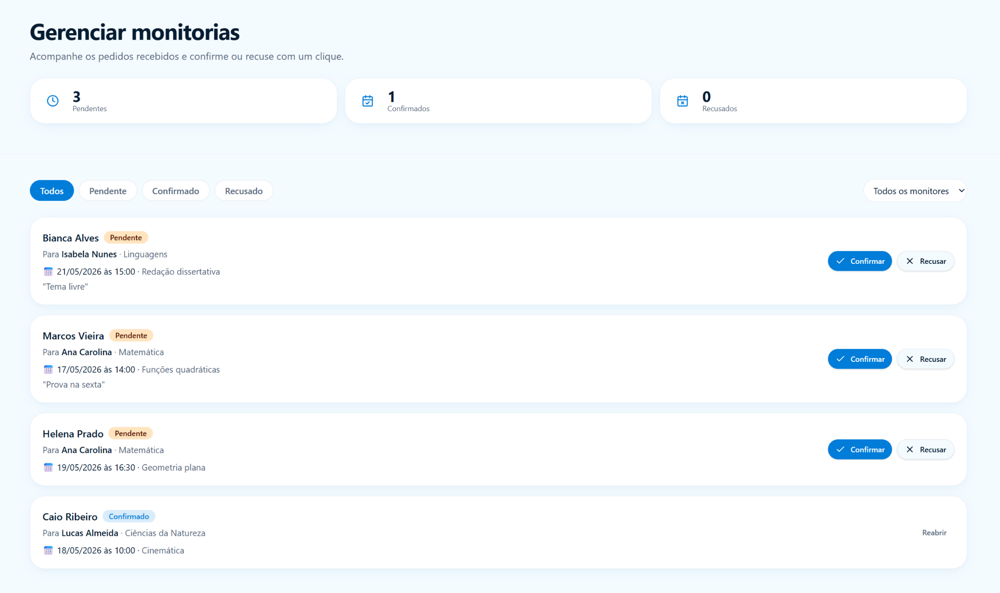 Gerenciar monitorias
Acompanhe os pedidos recebidos e confirme ou recuse com um clique.
3
Pendentes
1
Confirmados
0
Recusados
Todos
Pendente
Confirmado
Recusado
Todos os monitores
Bianca Alves Pendente
Para Isabela Nunes · Linguagens
21/05/2026 às 15:00 · Redação dissertativa
"Tema livre"
Confirmar
Recusar
Marcos Vieira Pendente
Para Ana Carolina · Matemática
17/05/2026 às 14:00 · Funções quadráticas
"Prova na sexta"
Confirmar
Recusar
Helena Prado Pendente
Para Ana Carolina · Matemática
19/05/2026 às 16:30 · Geometria plana
Confirmar
Recusar
Caio Ribeiro Confirmado
Para Lucas Almeida · Ciências da Natureza
18/05/2026 às 10:00 · Cinemática
Reabrir